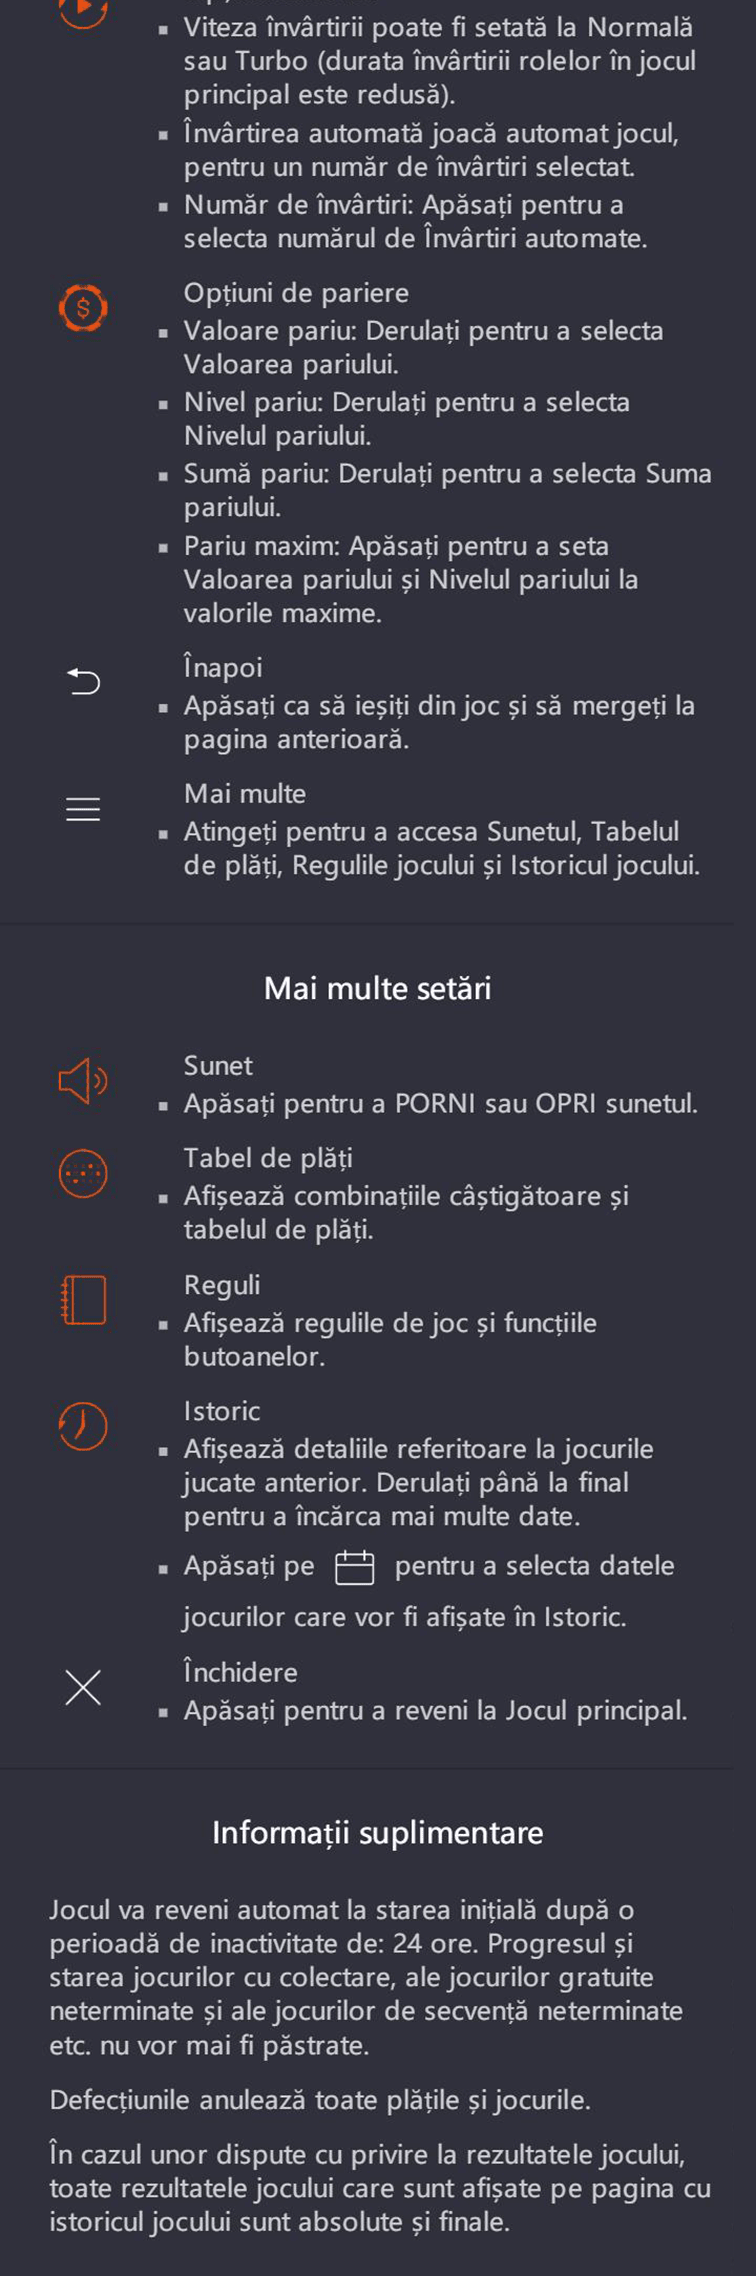 Viteza învârtirii poate fi setată la Normală
sau Turbo (durata învârtirii rolelor în jocul
principal este redusă).
Învârtirea automată joacă automat jocul,
pentru un număr de învârtiri selectat.
Număr de învârtiri: Apăsați pentru a
selecta numărul de Învârtiri automate.
Opțiuni de pariere
Valoare pariu: Derulați pentru a selecta
Valoarea pariului.
Nivel pariu: Derulați pentru a selecta
Nivelul pariului.
Sumă pariu: Derulați pentru a selecta Suma
pariului.
Pariu maxim: Apăsați pentru a seta
Valoarea pariului și Nivelul pariului la
valorile maxime.
Înapoi
Apăsați ca să ieșiți din joc și să mergeți la
pagina anterioară.
Mai multe
Atingeți pentru a accesa Sunetul, Tabelul
de plăți, Regulile jocului și Istoricul jocului.
Mai multe setări
Sunet
Apăsați pentru a PORNI sau OPRI sunetul.
Tabel de plăți
Afișează combinațiile câștigătoare și
tabelul de plăți.
Reguli
Afișează regulile de joc și funcțiile
butoanelor.
Istoric
Afișează detaliile referitoare la jocurile
jucate anterior. Derulați până la final
pentru a încărca mai multe date.
Apăsați pe pentru a selecta datele
jocurilor care vor fi afișate în Istoric.
Închidere
Apăsați pentru a reveni la Jocul principal.
Informații suplimentare
Jocul va reveni automat la starea inițială după o
perioadă de inactivitate de: 24 ore. Progresul și
starea jocurilor cu colectare, ale jocurilor gratuite
neterminate și ale jocurilor de secvență neterminate
etc. nu vor mai fi păstrate.
Defecțiunile anulează toate plățile și jocurile.
În cazul unor dispute cu privire la rezultatele jocului,
toate rezultatele jocului care sunt afișate pe pagina cu
istoricul jocului sunt absolute și finale.